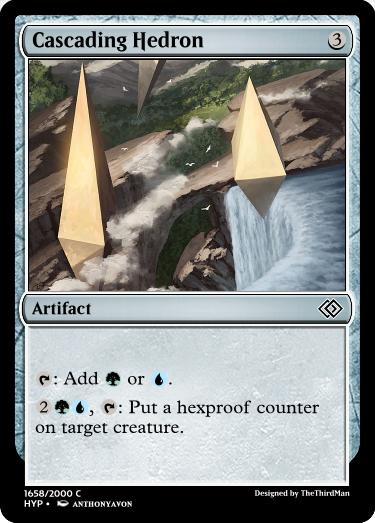 Cascading Hedron 3
Artifact
: Add or .
2 , : Put a hexproof counter
on target creature.
1658/2000 C
HYP • ANTHONYAVON
Designed by TheThirdMan